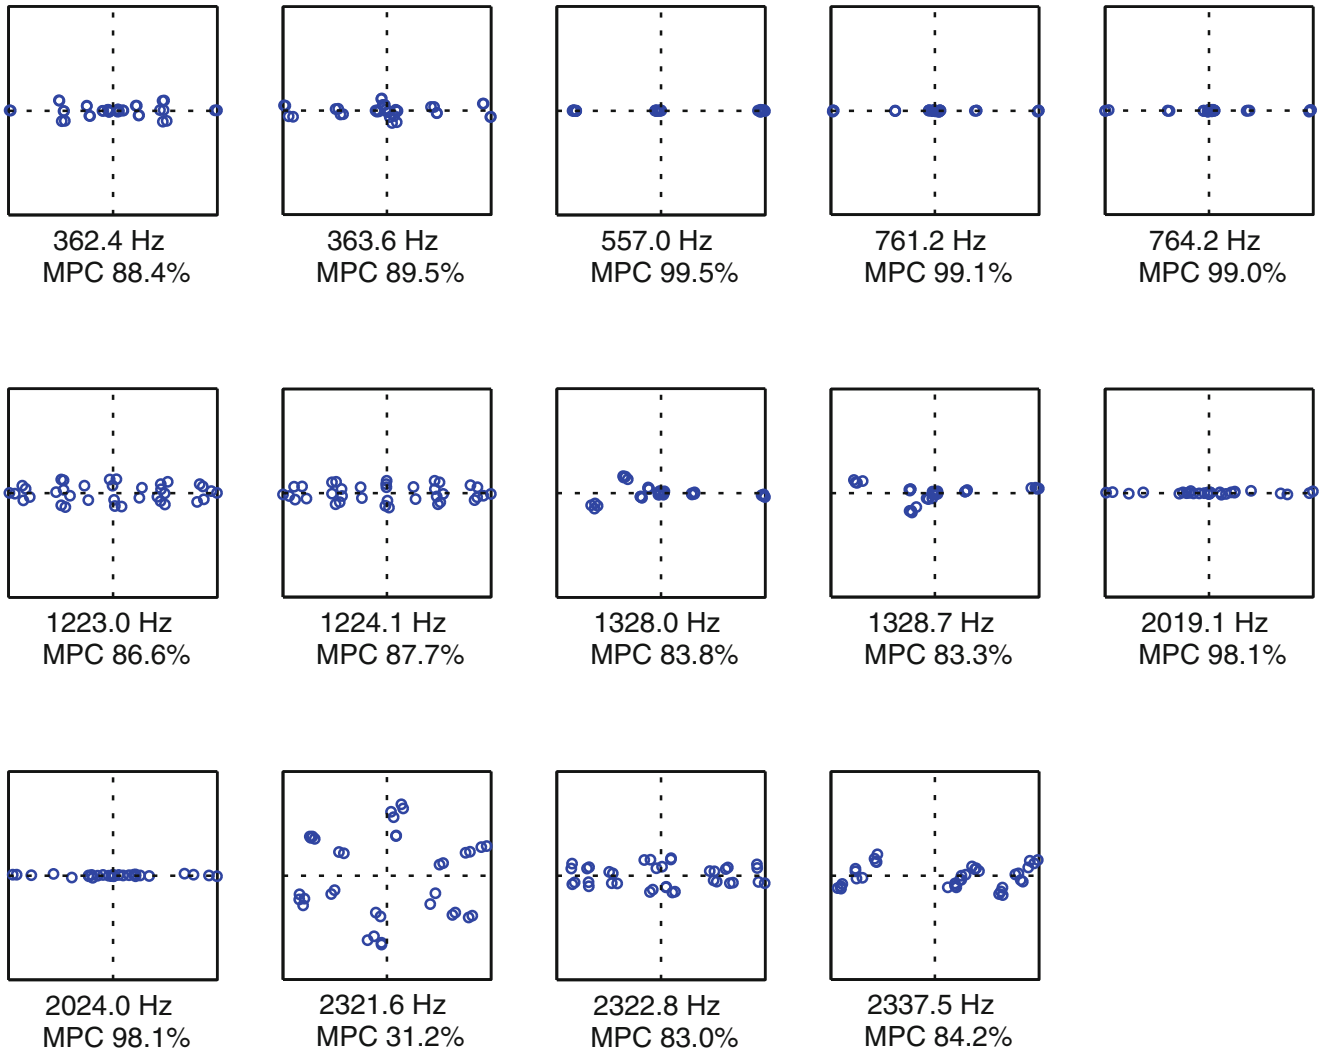 362.4 Hz
MPC 88.4%
363.6 Hz
MPC 89.5%
557.0 Hz
MPC 99.5%
761.2 Hz
MPC 99.1%
764.2 Hz
MPC 99.0%
1223.0 Hz
MPC 86.6%
1224.1 Hz
MPC 87.7%
1328.0 Hz
MPC 83.8%
1328.7 Hz
MPC 83.3%
2019.1 Hz
MPC 98.1%
2024.0 Hz
MPC 98.1%
2321.6 Hz
MPC 31.2%
2322.8 Hz
MPC 83.0%
2337.5 Hz
MPC 84.2%